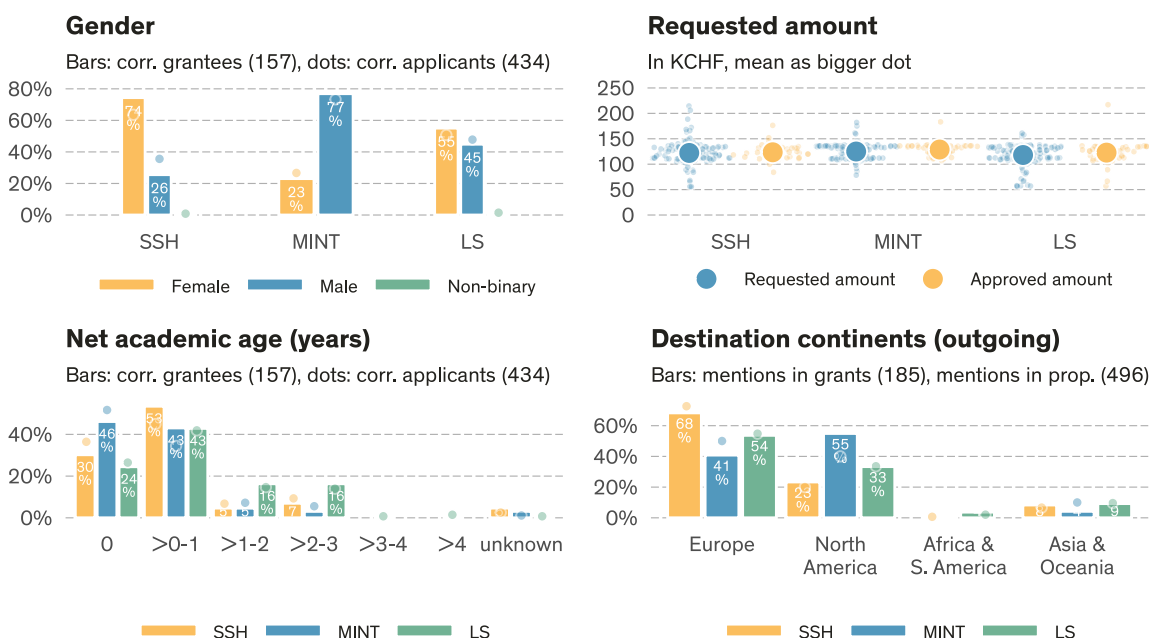 Gender
Bars: corr. grantees (157), dots: corr. applicants (434)
80%
60%
40%
20%
0%
74
%
26
%
23
%
77
%
55
%
45
%
SSH
MINT
LS
Female
Male
Non-binary
Requested amount
In KCHF, mean as bigger dot
250
200
150
100
50
0
SSH
MINT
LS
Requested amount
Approved amount
Net academic age (years)
Bars: corr. grantees (157), dots: corr. applicants (434)
40%
20%
0%
30
%
46
%
24
%
53
%
43
%
43
%
5
5
16
%
7
16
%
0
>0-1
>1-2
>2-3
>3-4
>4
unknown
SSH
MINT
LS
Destination continents (outgoing)
Bars: mentions in grants (185), mentions in prop. (496)
60%
40%
20%
0%
68
%
41
%
54
%
23
%
55
%
33
%
9
Europe
North
America
Africa &
S. America
Asia &
Oceania
SSH
MINT
LS